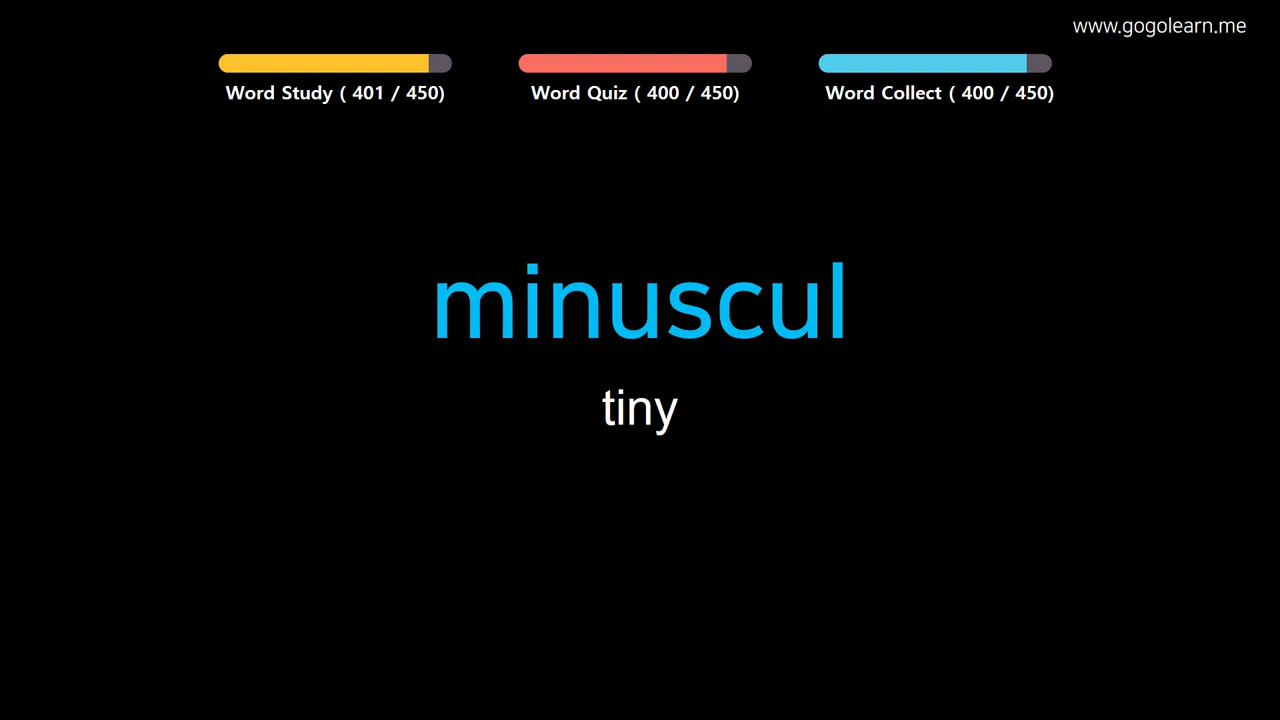 www.gogolearn.me
Word Study ( 401 / 450)
Word Quiz ( 400 / 450)
Word Collect ( 400 / 450)
minuscul
tiny